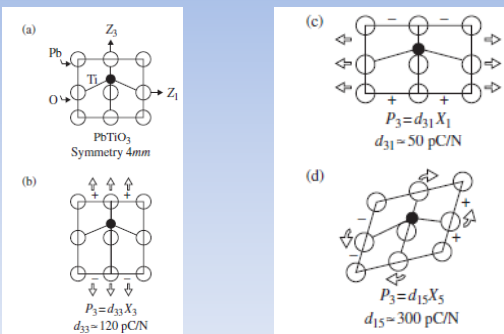 (a)
Z₃
Pb
Ti
O
Z₁
PbTiO₃
Symmetry 4mm
(b)
+ +
− −
P₃=d₃₃X₃
d₃₃~120 pC/N
(c)
− −
+ +
P₃=d₃₁X₁
d₃₁≃50 pC/N
(d)
− +
− +
P₃=d₁₅X₅
d₁₅≃300 pC/N